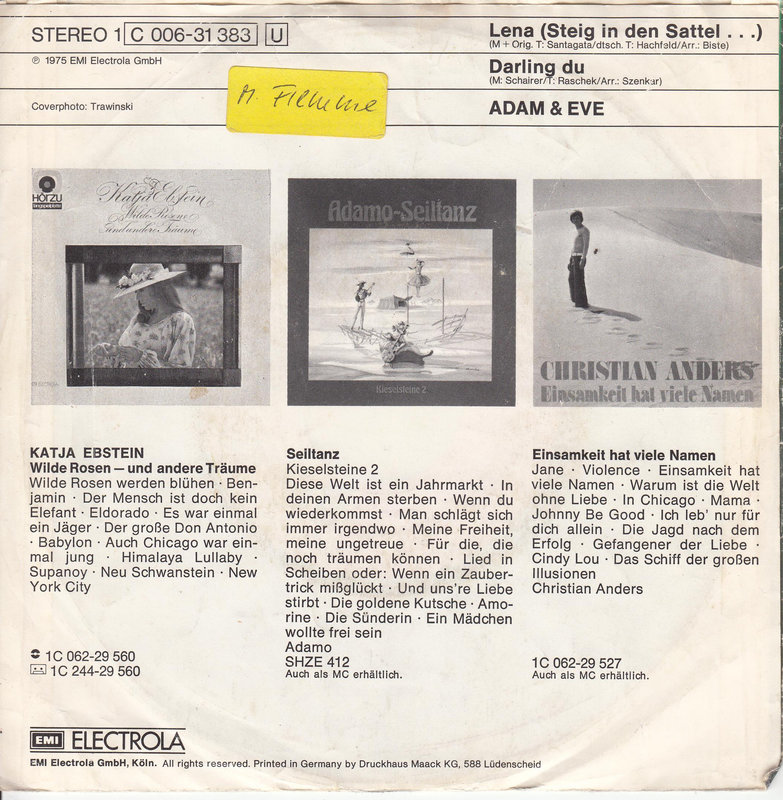 STEREO 1 C 006-31 383 U
℗ 1975 EMI Electrola GmbH
Coverphoto: Trawinski
Lena (Steig in den Sattel . . .)
(M + Orig. T: Santagata/dtsch. T: Hachfeld/Arr.: Biste)
Darling du
(M: Schairer/T: Raschek/Arr.: Szenkar)
ADAM & EVE
M.
HÖRZU
Katja Ebstein
Wilde Rosen
und andere Träume
ELECTROLA
Adamo-Seiltanz
Kieselsteine 2
CHRISTIAN ANDERS
Einsamkeit hat viele Namen
KATJA EBSTEIN
Wilde Rosen — und andere Träume
Wilde Rosen werden blühen · Ben-
jamin · Der Mensch ist doch kein
Elefant · Eldorado · Es war einmal
ein Jäger · Der große Don Antonio
· Babylon · Auch Chicago war ein-
mal jung · Himalaya Lullaby ·
Supanoy · Neu Schwanstein · New
York City
1C 062-29 560
1C 244-29 560
Seiltanz
Kieselsteine 2
Diese Welt ist ein Jahrmarkt · In
deinen Armen sterben · Wenn du
wiederkommst · Man schlägt sich
immer irgendwo · Meine Freiheit,
meine ungetreue · Für die, die
noch träumen können · Lied in
Scheiben oder: Wenn ein Zauber-
trick mißglückt · Und uns're Liebe
stirbt · Die goldene Kutsche · Amo-
rine · Die Sünderin · Ein Mädchen
wollte frei sein
Adamo
SHZE 412
Auch als MC erhältlich.
Einsamkeit hat viele Namen
Jane · Violence · Einsamkeit hat
viele Namen · Warum ist die Welt
ohne Liebe · In Chicago · Mama ·
Johnny Be Good · Ich leb' nur für
dich allein · Die Jagd nach dem
Erfolg · Gefangener der Liebe ·
Cindy Lou · Das Schiff der großen
Illusionen
Christian Anders
1C 062-29 527
Auch als MC erhältlich.
EMI ELECTROLA
EMI Electrola GmbH, Köln. All rights reserved. Printed in Germany by Druckhaus Maack KG, 588 Lüdenscheid